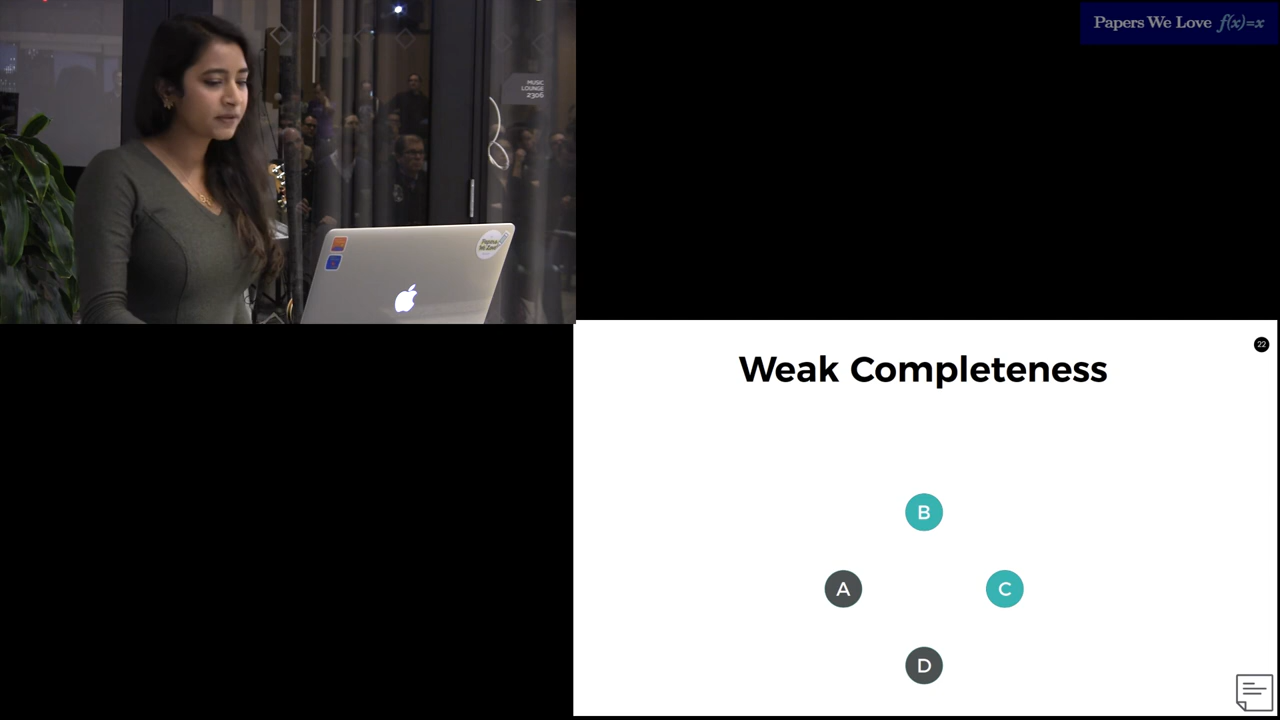 MUSIC
LOUNGE
2306
Papers We Love f(x)=x
22
Weak Completeness
B
A
C
D